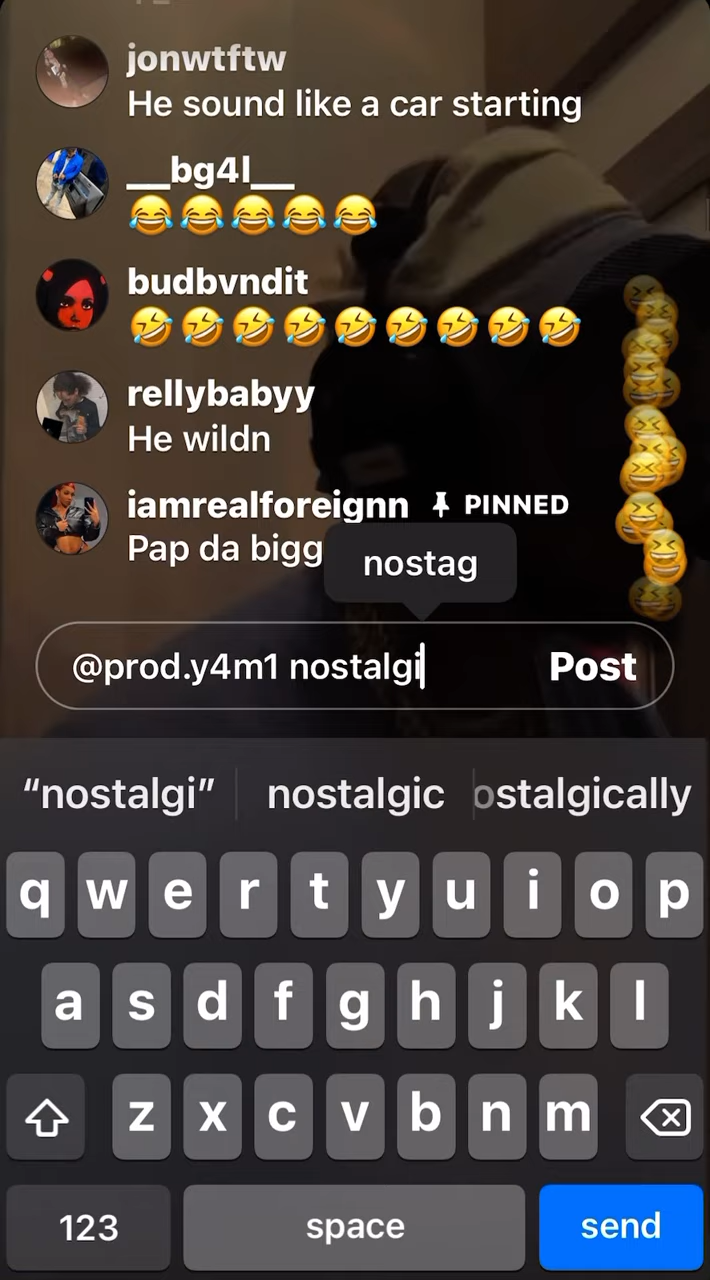 jonwtftw
He sound like a car starting
__bg4l__
😂😂😂😂😂
budbvndit
🤣🤣🤣🤣🤣🤣🤣🤣🤣
rellybabyy
He wildn
iamrealforeignn PINNED
Pap da bigg
nostag
@prod.y4m1 nostalgi Post
“nostalgi” nostalgic ostalgically
q w e r t y u i o p
a s d f g h j k l
z x c v b n m
123 space send